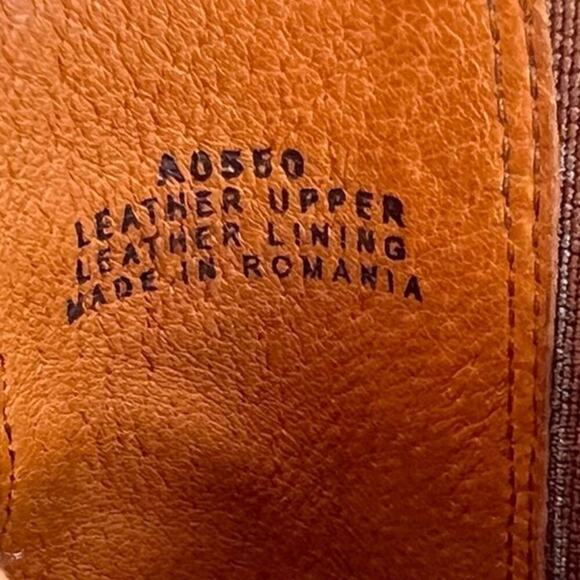 A0550
LEATHER UPPER
LEATHER LINING
MADE IN ROMANIA